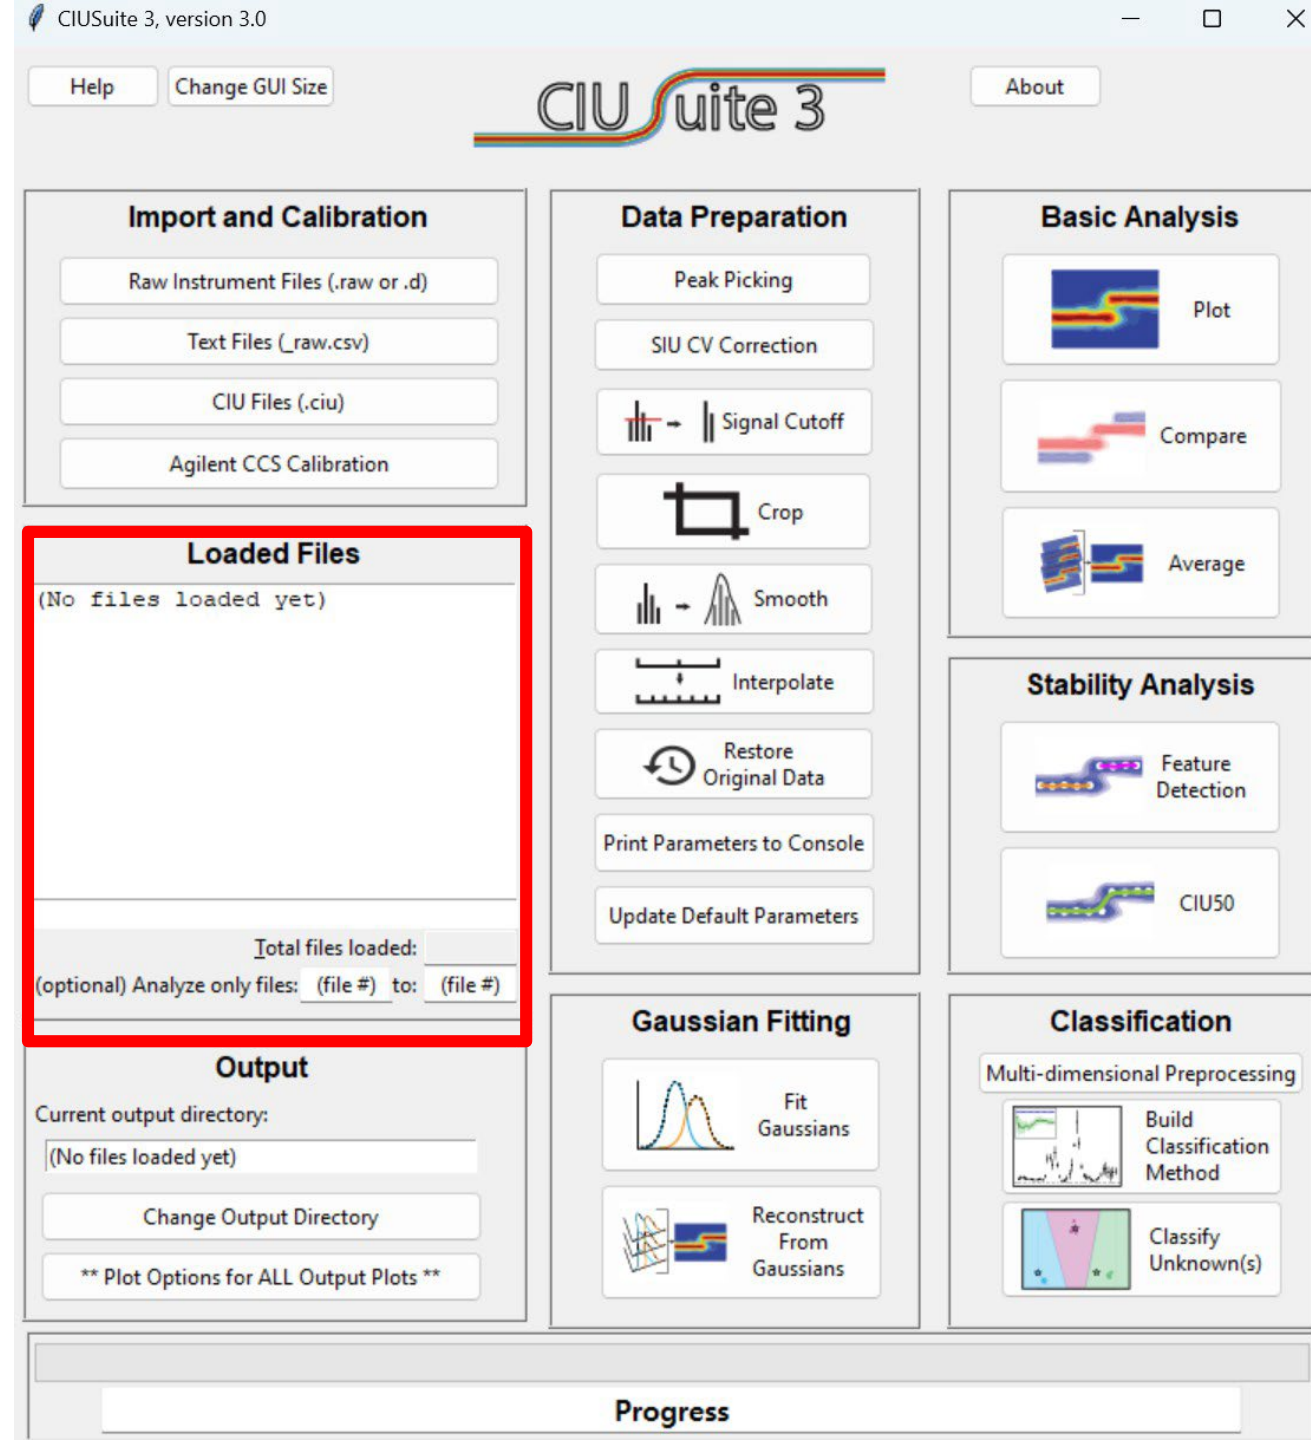 CIUSuite 3, version 3.0
Help
Change GUI Size
CIUSuite 3
About
Import and Calibration
Raw Instrument Files (.raw or .d)
Text Files (_raw.csv)
CIU Files (.ciu)
Agilent CCS Calibration
Loaded Files
(No files loaded yet)
Total files loaded:
(optional) Analyze only files: (file #) to: (file #)
Output
Current output directory:
(No files loaded yet)
Change Output Directory
** Plot Options for ALL Output Plots **
Data Preparation
Peak Picking
SIU CV Correction
Signal Cutoff
Crop
Smooth
Interpolate
Restore
Original Data
Print Parameters to Console
Update Default Parameters
Gaussian Fitting
Fit
Gaussians
Reconstruct
From
Gaussians
Basic Analysis
Plot
Compare
Average
Stability Analysis
Feature
Detection
CIU50
Classification
Multi-dimensional Preprocessing
Build
Classification
Method
Classify
Unknown(s)
Progress